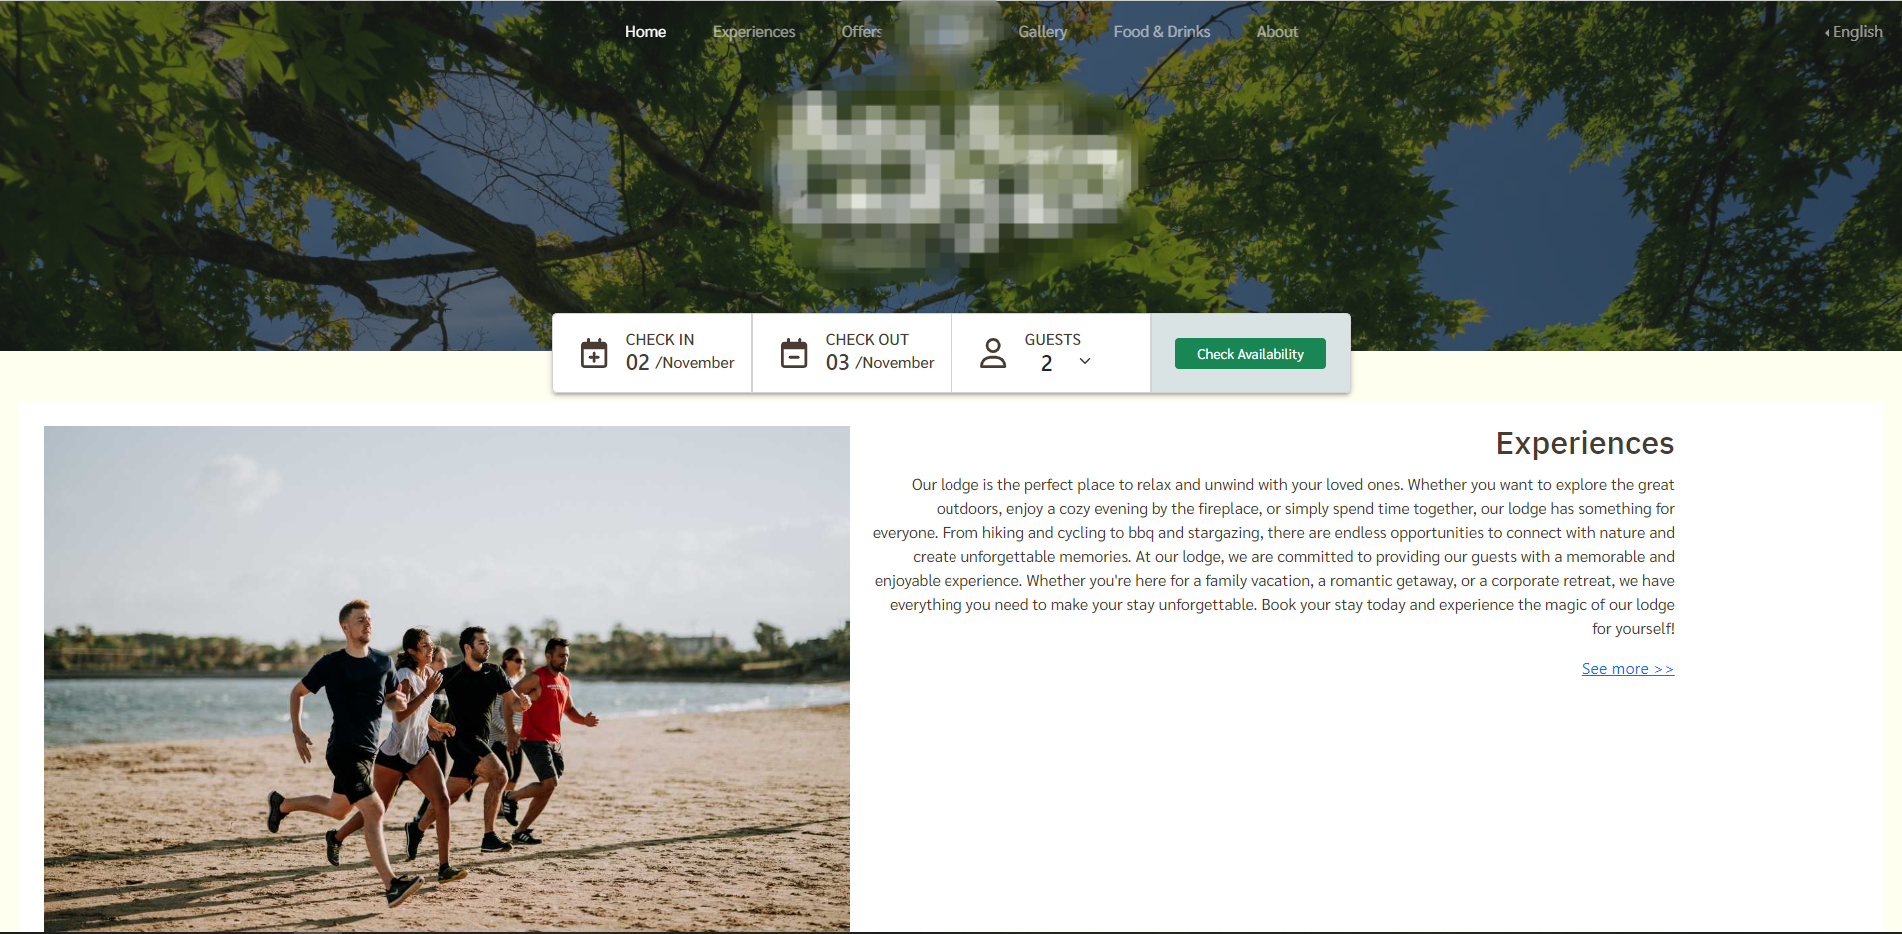 Home Experiences Offers Gallery Food & Drinks About English
CHECK IN
02 /November
CHECK OUT
03 /November
GUESTS
2
Check Availability
Experiences
Our lodge is the perfect place to relax and unwind with your loved ones. Whether you want to explore the great
outdoors, enjoy a cozy evening by the fireplace, or simply spend time together, our lodge has something for
everyone. From hiking and cycling to bbq and stargazing, there are endless opportunities to connect with nature and
create unforgettable memories. At our lodge, we are committed to providing our guests with a memorable and
enjoyable experience. Whether you're here for a family vacation, a romantic getaway, or a corporate retreat, we have
everything you need to make your stay unforgettable. Book your stay today and experience the magic of our lodge
for yourself!
See more >>